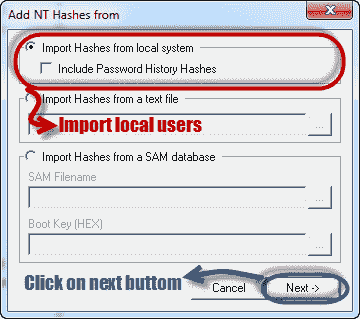 Add NT Hashes from
Import Hashes from local system
Include Password History Hashes
Import Hashes from a text file
Import local users
...
Import Hashes from a SAM database
SAM Filename
...
Boot Key (HEX)
...
Click on next buttom
Cancel
Next ->